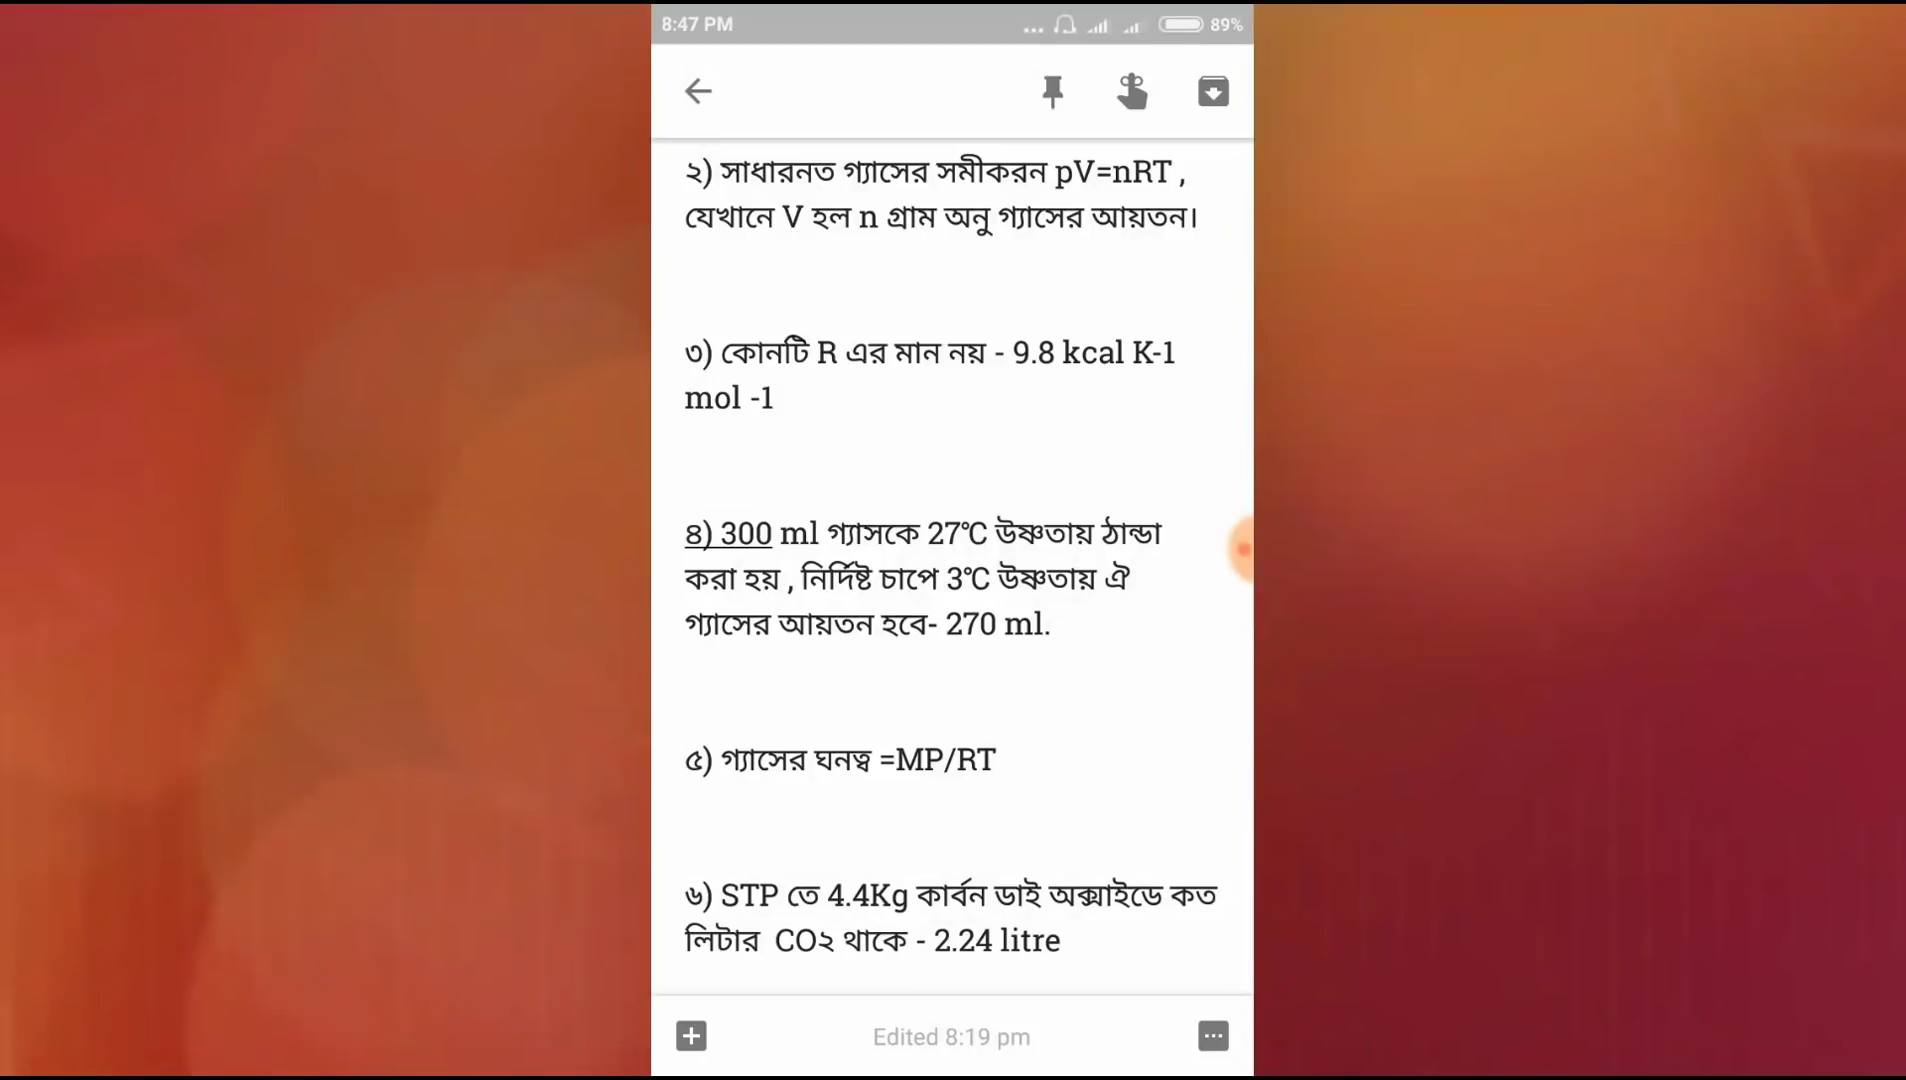 8:47 PM
89%
২) সাধারনত গ্যাসের সমীকরন pV=nRT ,
যেখানে V হল n গ্রাম অনু গ্যাসের আয়তন।
৩) কোনটি R এর মান নয় - 9.8 kcal K-1
mol -1
৪) 300 ml গ্যাসকে 27°C উষ্ণতায় ঠান্ডা
করা হয় , নির্দিষ্ট চাপে 3°C উষ্ণতায় ঐ
গ্যাসের আয়তন হবে- 270 ml.
৫) গ্যাসের ঘনত্ব =MP/RT
৬) STP তে 4.4Kg কার্বন ডাই অক্সাইডে কত
লিটার CO২ থাকে - 2.24 litre
Edited 8:19 pm